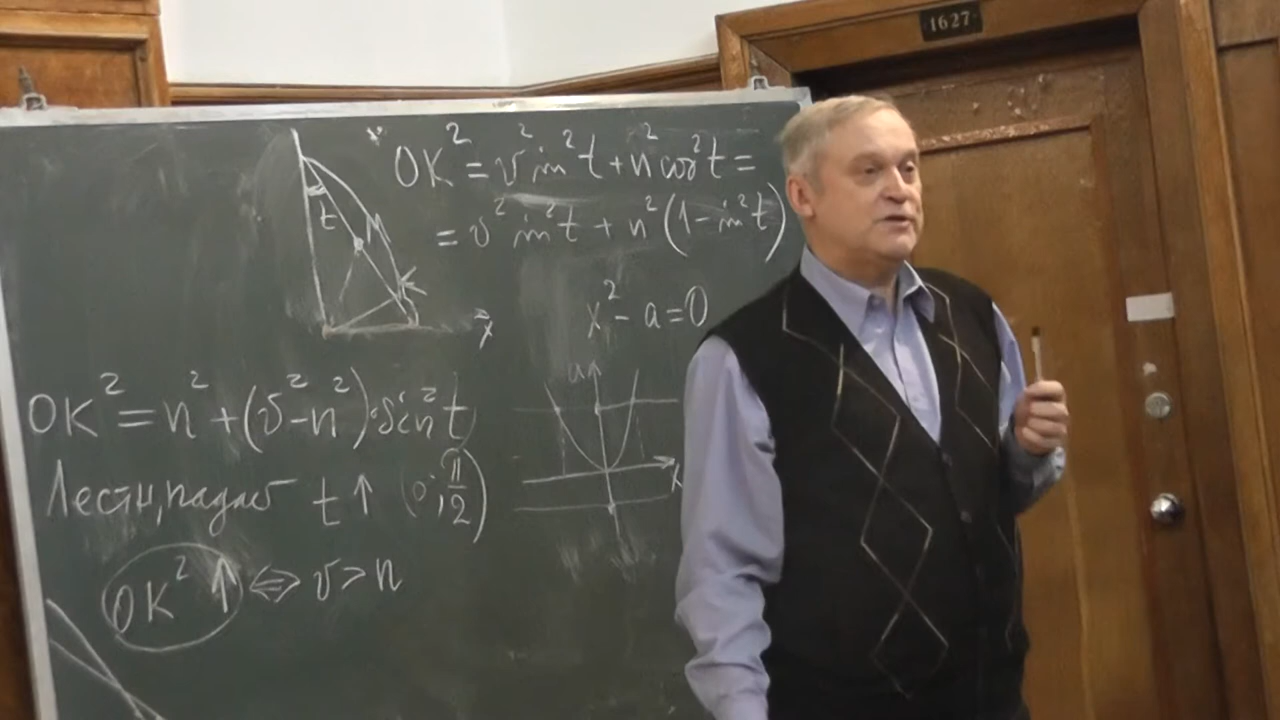 1627
OK² = v² sin² t + n² cos² t =
= v² sin² t + n² (1 - sin² t)
t
K
x
x² - a = 0
a
x
OK² = n² + (v² - n²) · sin² t
Лестн, падает t ↑ (0; π/2)
OK² ↑ ⇔ v > n